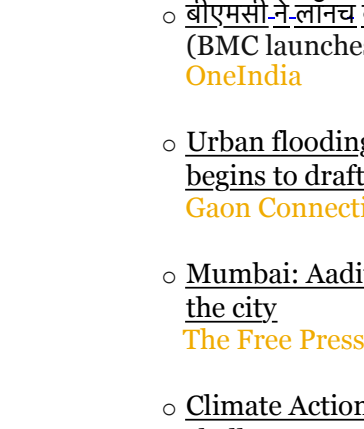 ○ बीएमसी ने लॉन्च
(BMC launche
OneIndia
○ Urban flooding
begins to draft
Gaon Connecti
○ Mumbai: Aadi
the city
The Free Press
○ Climate Action